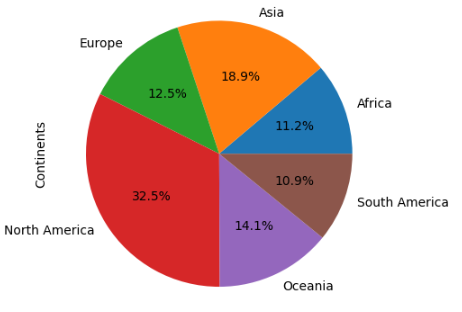 Asia
Europe
18.9%
12.5%
Africa
11.2%
Continents
32.5%
10.9%
South America
14.1%
North America
Oceania